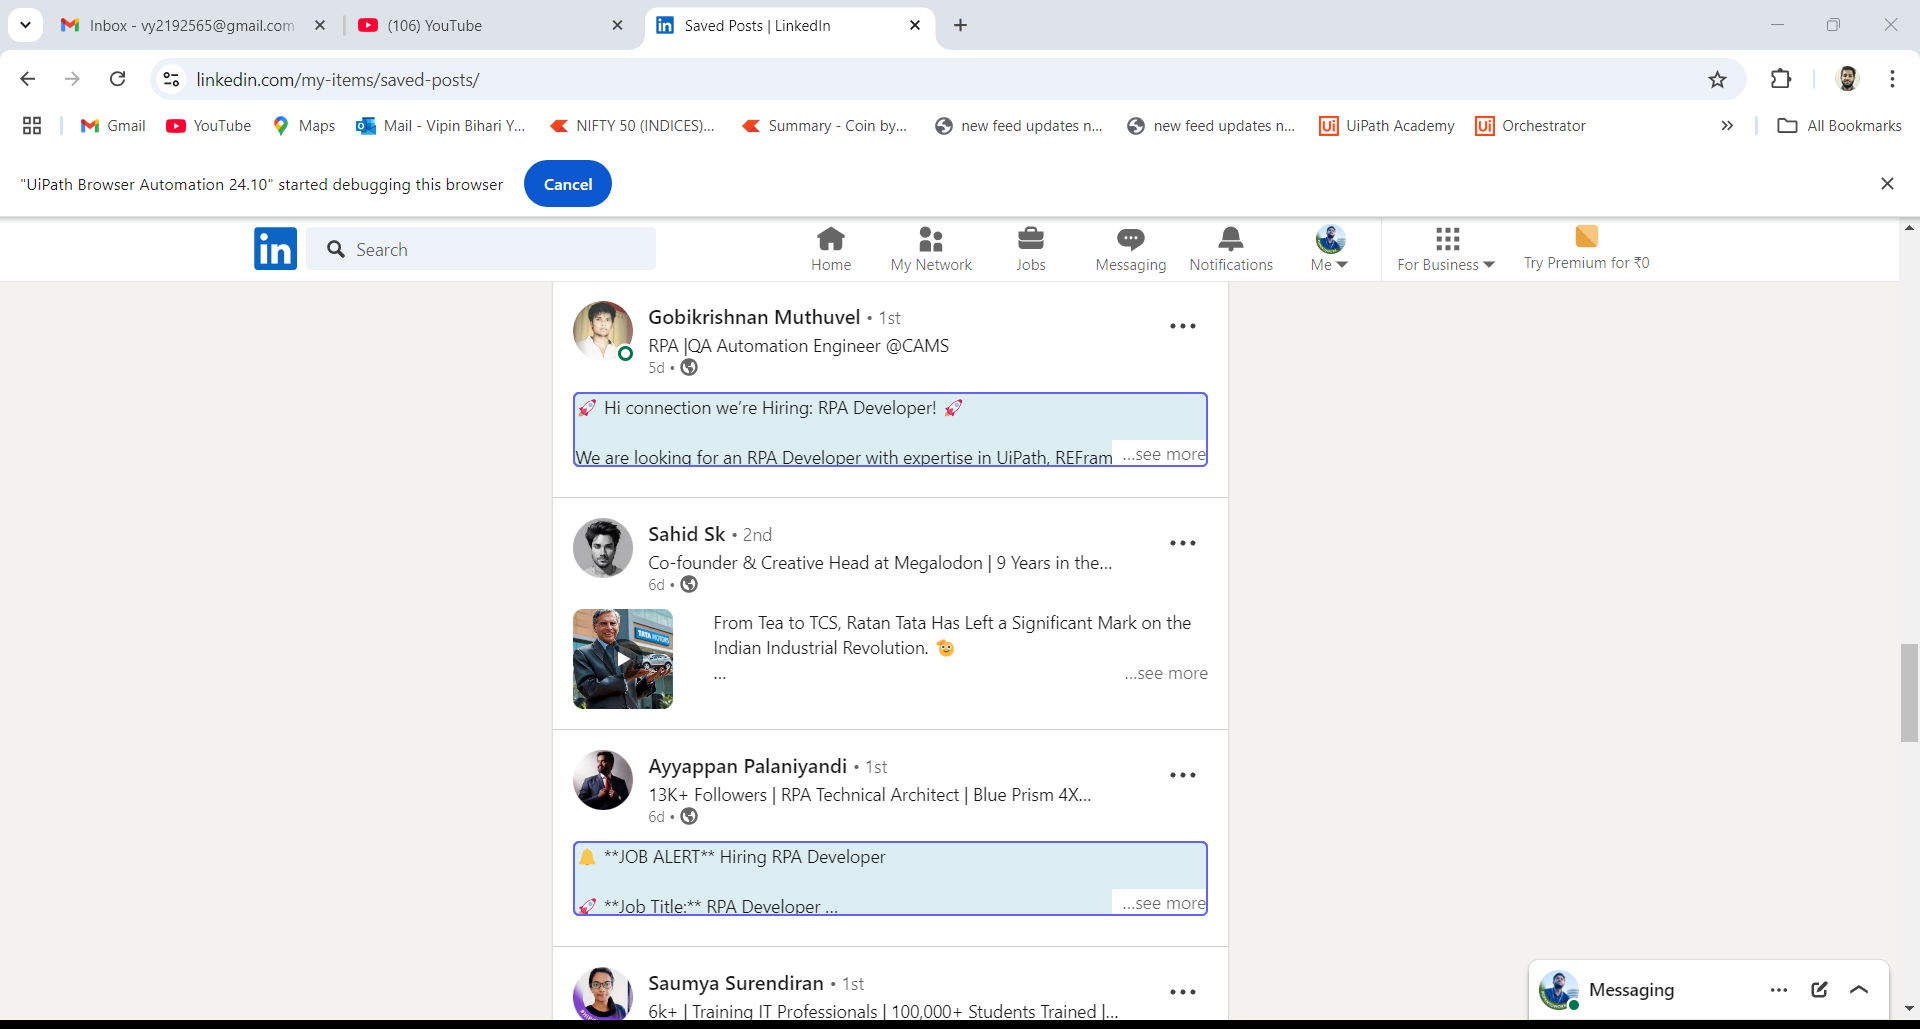 Inbox - vy2192565@gmail.com
(106) YouTube
Saved Posts | LinkedIn
linkedin.com/my-items/saved-posts/
Gmail
YouTube
Maps
Mail - Vipin Bihari Y...
NIFTY 50 (INDICES)...
Summary - Coin by...
new feed updates n...
new feed updates n...
Ui UiPath Academy
Ui Orchestrator
All Bookmarks
"UiPath Browser Automation 24.10" started debugging this browser
Cancel
in
Search
Home
My Network
Jobs
Messaging
Notifications
Me
For Business
Try Premium for ₹0
Gobikrishnan Muthuvel • 1st
RPA |QA Automation Engineer @CAMS
5d •
🚀 Hi connection we’re Hiring: RPA Developer! 🚀
We are looking for an RPA Developer with expertise in UiPath, REFram ...see more
Sahid Sk • 2nd
Co-founder & Creative Head at Megalodon | 9 Years in the...
6d •
TATA MOTORS
From Tea to TCS, Ratan Tata Has Left a Significant Mark on the
Indian Industrial Revolution. 🫡
... ...see more
Ayyappan Palaniyandi • 1st
13K+ Followers | RPA Technical Architect | Blue Prism 4X...
6d •
🔔 **JOB ALERT** Hiring RPA Developer
🚀 **Job Title:** RPA Developer ... ...see more
Saumya Surendiran • 1st
6k+ | Training IT Professionals | 100,000+ Students Trained |...
Messaging